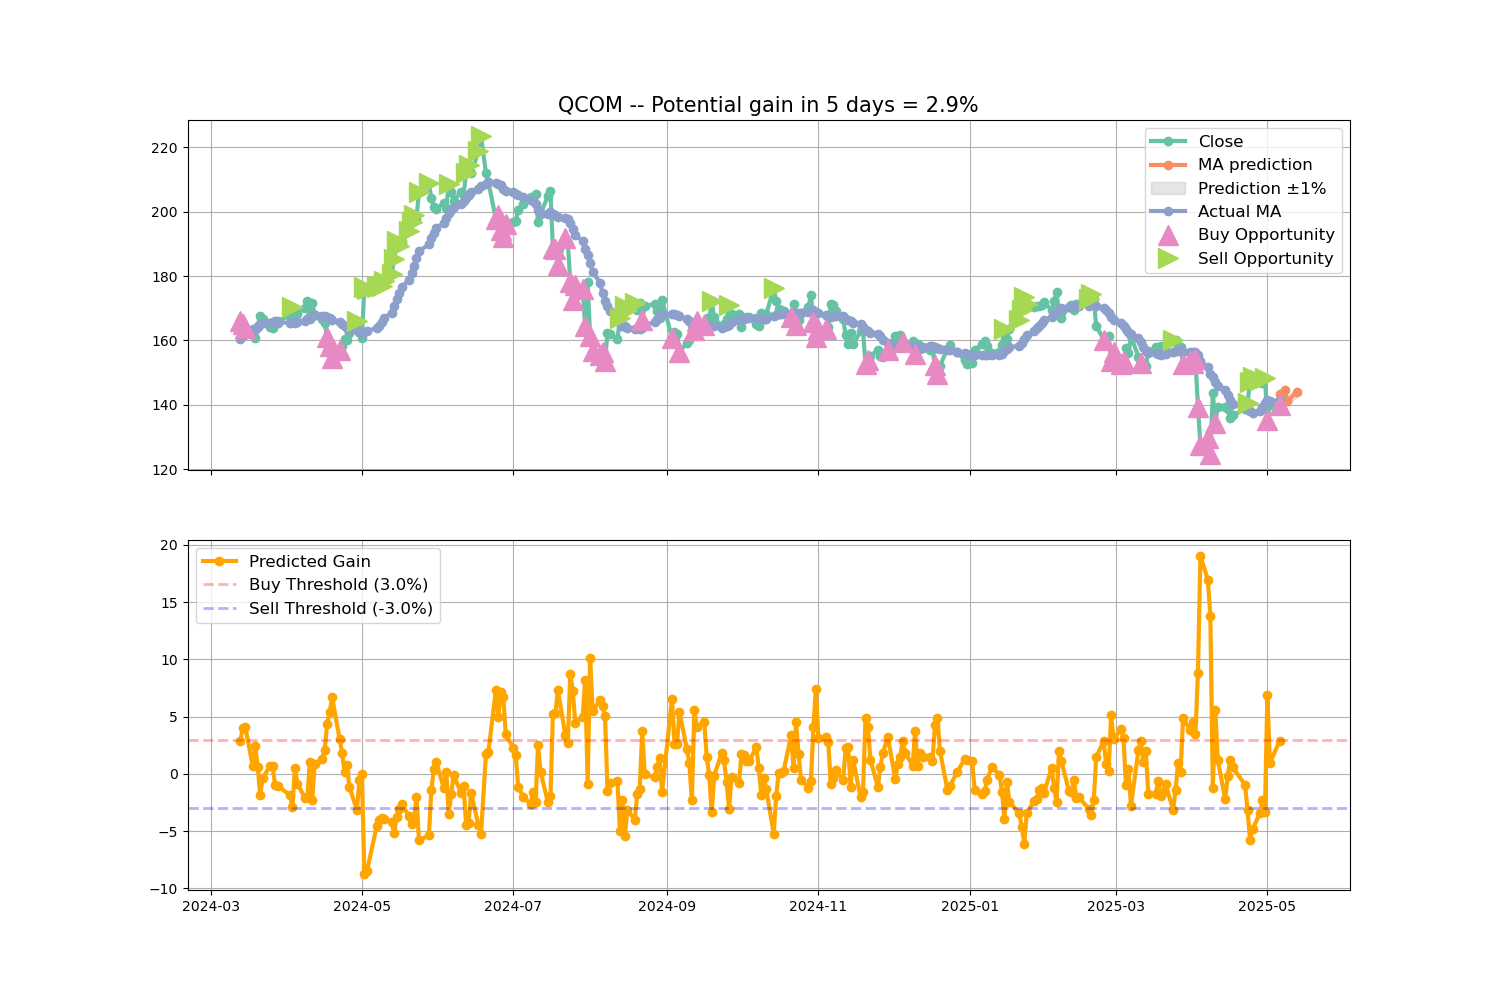 QCOM -- Potential gain in 5 days = 2.9%
220
200
180
160
140
120
Close
MA prediction
Prediction ±1%
Actual MA
Buy Opportunity
Sell Opportunity
20
15
10
5
0
−5
−10
Predicted Gain
Buy Threshold (3.0%)
Sell Threshold (-3.0%)
2024-03 2024-05 2024-07 2024-09 2024-11 2025-01 2025-03 2025-05